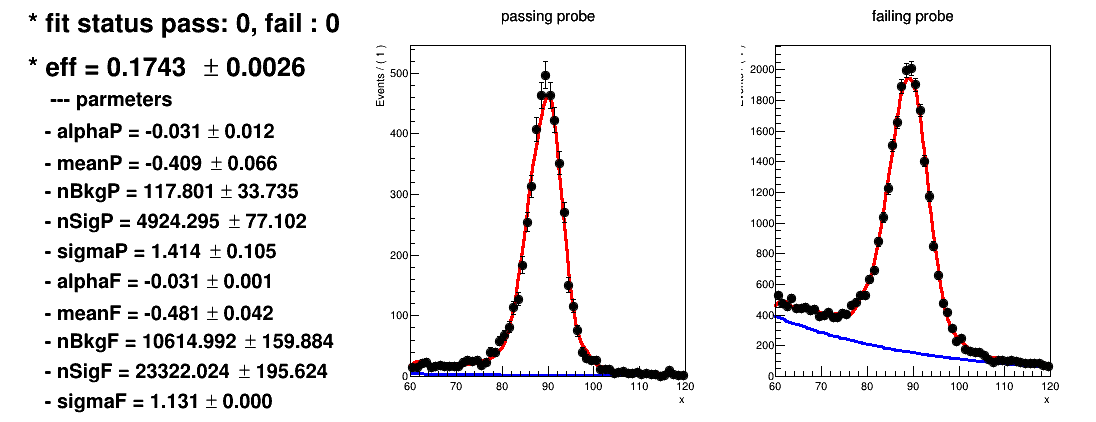 * fit status pass: 0, fail : 0
* eff = 0.1743 ± 0.0026
--- parmeters
- alphaP = -0.031 ± 0.012
- meanP = -0.409 ± 0.066
- nBkgP = 117.801 ± 33.735
- nSigP = 4924.295 ± 77.102
- sigmaP = 1.414 ± 0.105
- alphaF = -0.031 ± 0.001
- meanF = -0.481 ± 0.042
- nBkgF = 10614.992 ± 159.884
- nSigF = 23322.024 ± 195.624
- sigmaF = 1.131 ± 0.000
passing probe
Events / ( 1 )
500
400
300
200
100
0
60 70 80 90 100 110 120
x
failing probe
2000
1800
1600
1400
1200
1000
800
600
400
200
0
60 70 80 90 100 110 120
x